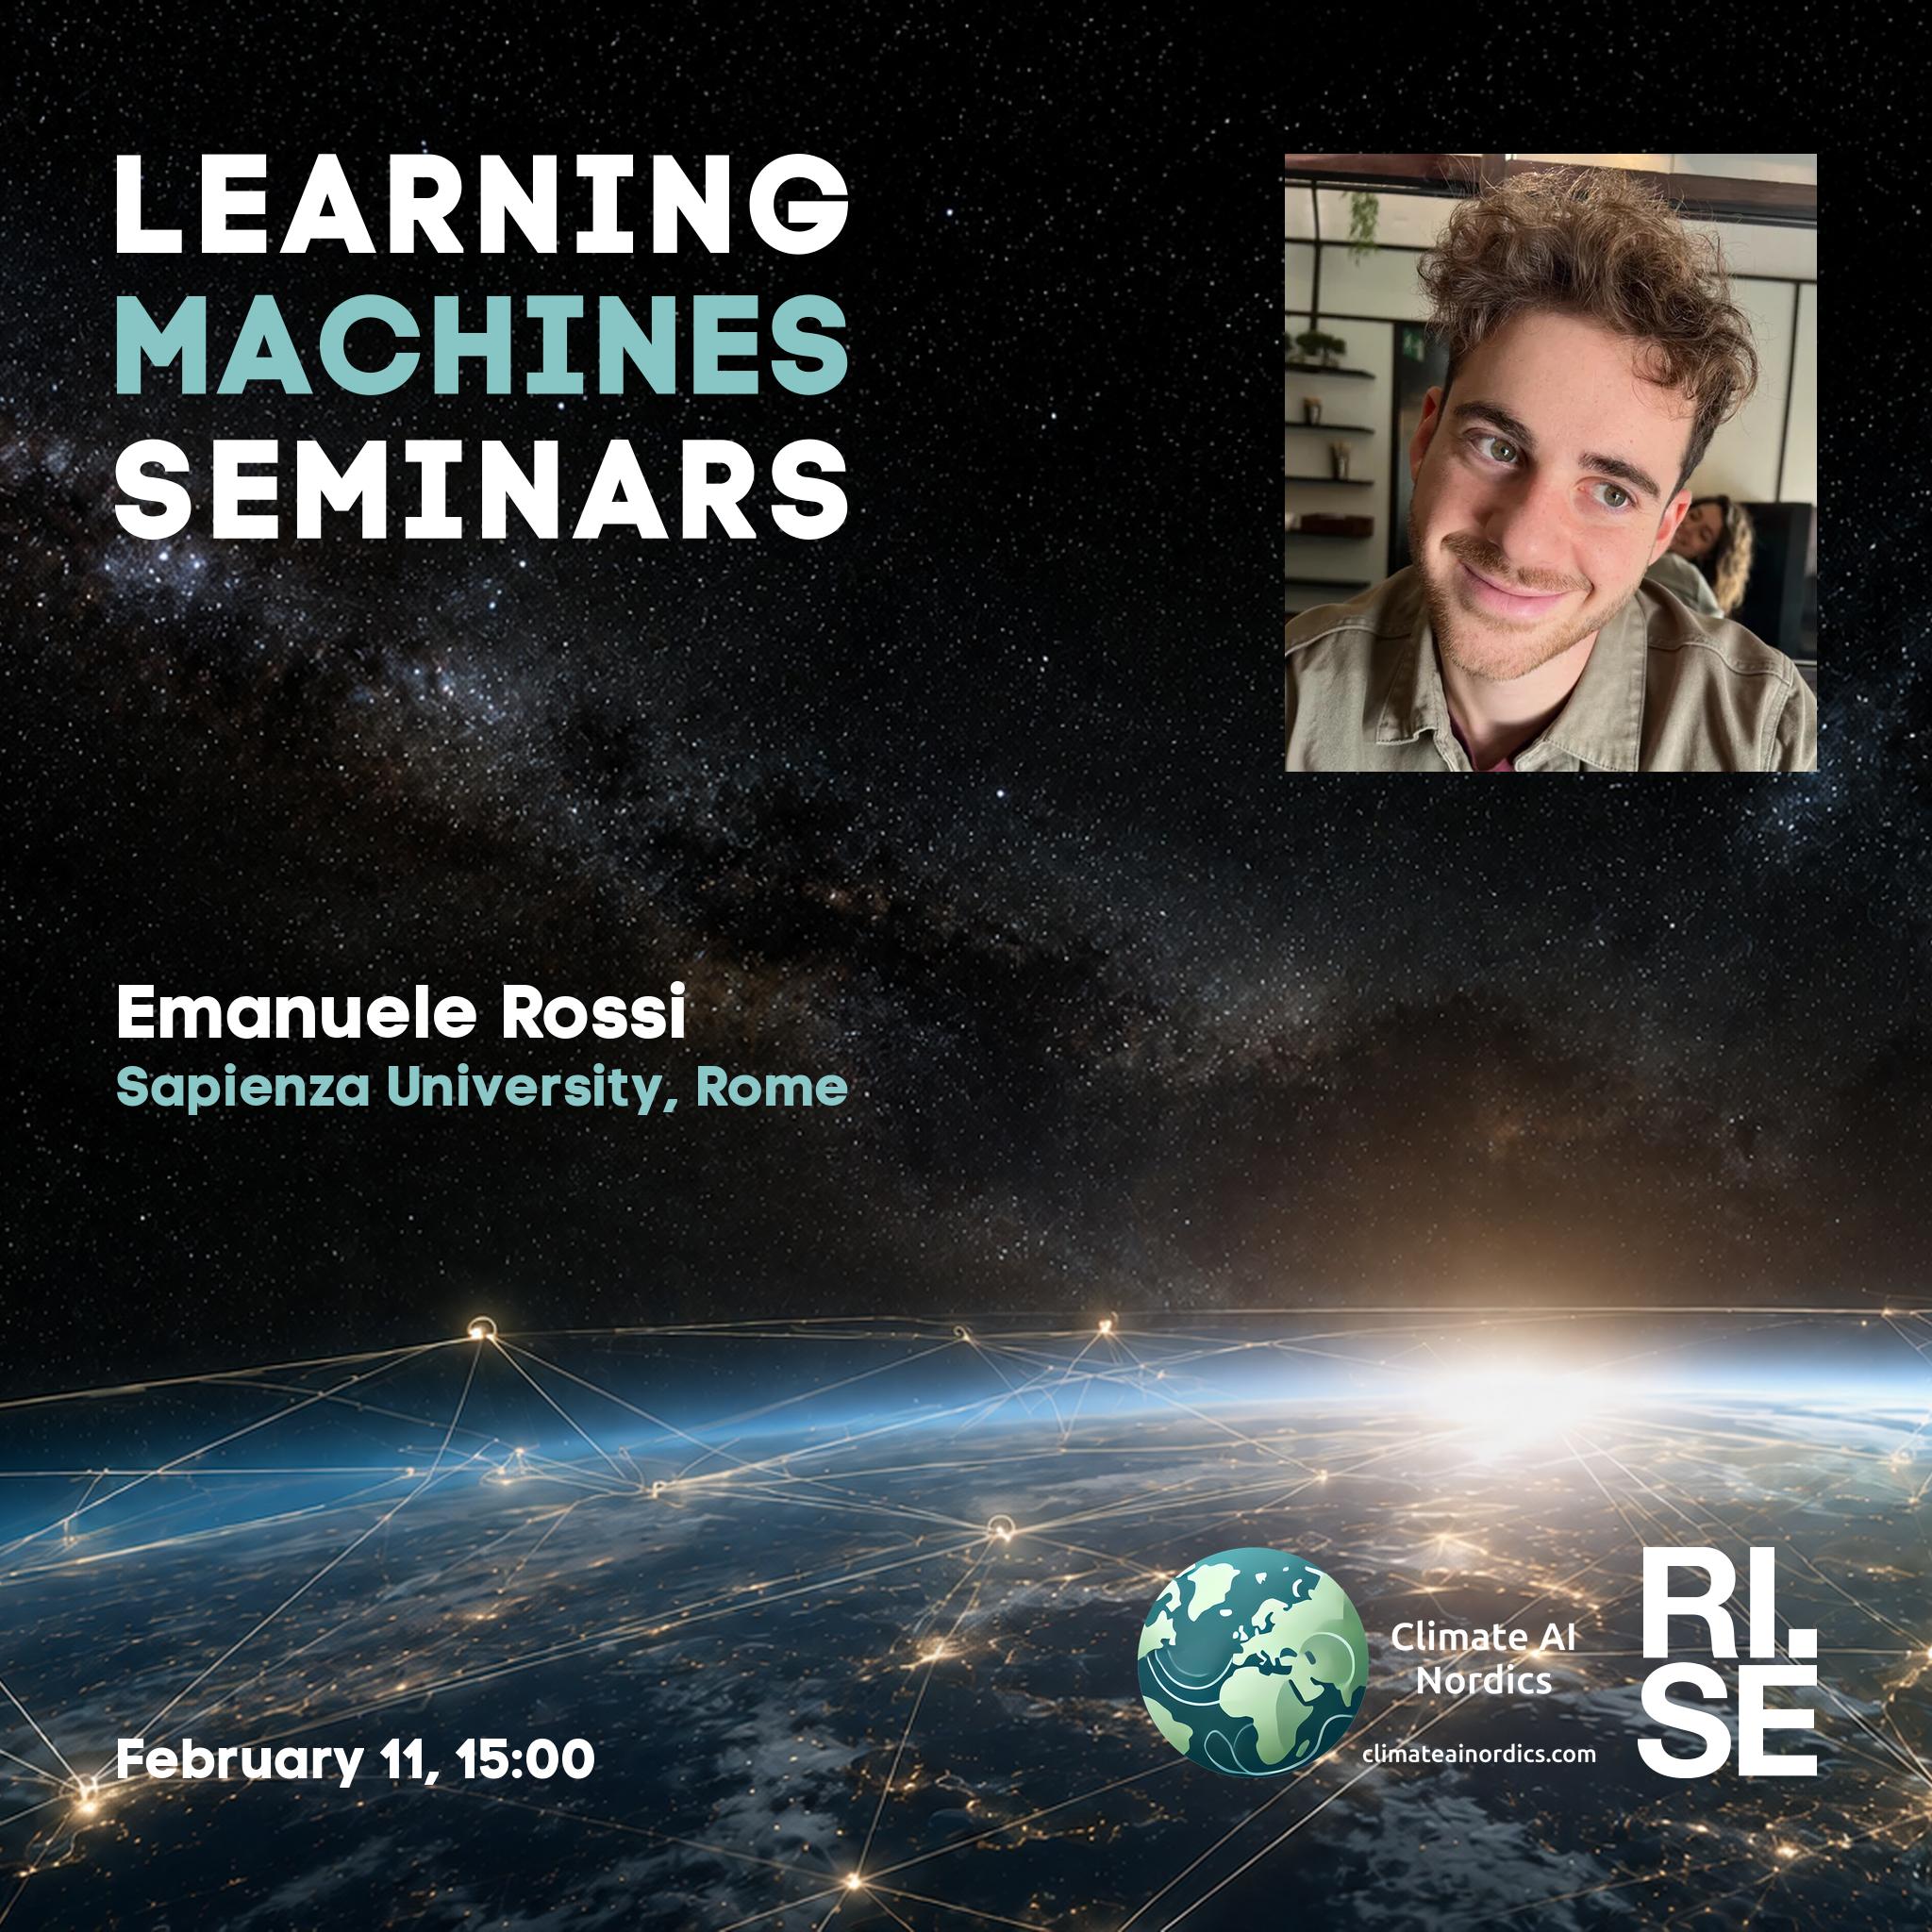 LEARNING
MACHINES
SEMINARS
Emanuele Rossi
Sapienza University, Rome
February 11, 15:00
Climate AI
Nordics
climateainordics.com
RI.
SE